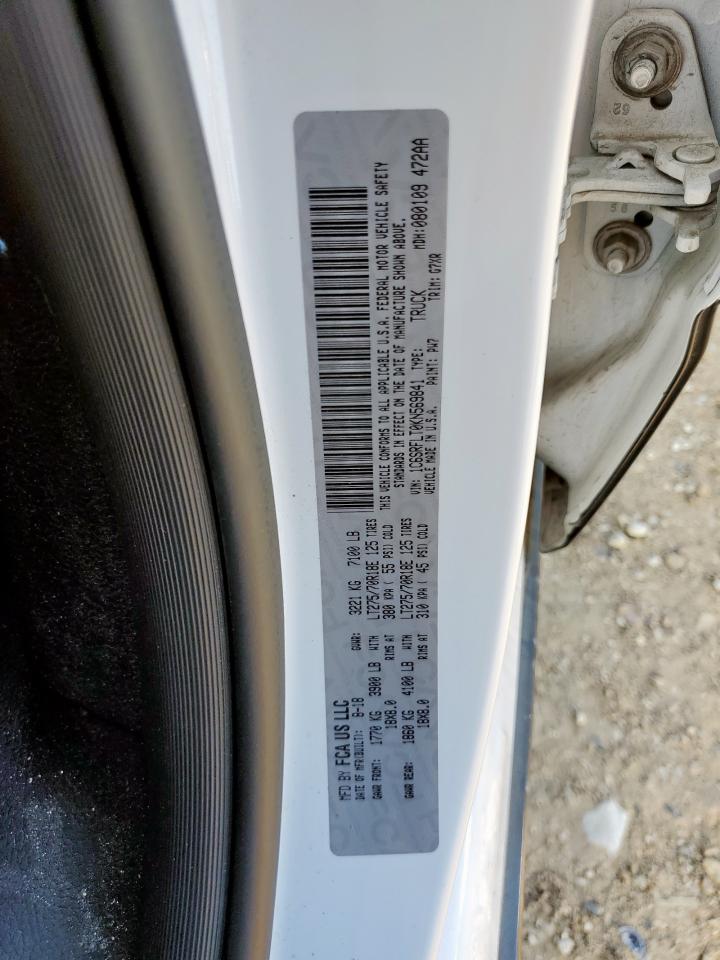 MFD BY FCA US LLC
DATE OF MFR(BUILT): 8-18 GVWR: 3221 KG 7100 LB
GAWR FRONT: 1770 KG 3900 LB WITH LT275/70R18E 125 TIRES
18X8.0 RIMS AT 380 KPA ( 55 PSI) COLD
GAWR REAR: 1860 KG 4100 LB WITH LT275/70R18E 125 TIRES
18X8.0 RIMS AT 310 KPA ( 45 PSI) COLD
THIS VEHICLE CONFORMS TO ALL APPLICABLE U.S.A. FEDERAL MOTOR VEHICLE SAFETY
STANDARDS IN EFFECT ON THE DATE OF MANUFACTURE SHOWN ABOVE.
VIN: 1C6SRFLT0KN569841 TYPE: TRUCK MDH:080109 472AA
VEHICLE MADE IN U.S.A. PAINT: PW7 TRIM: G7XR
52